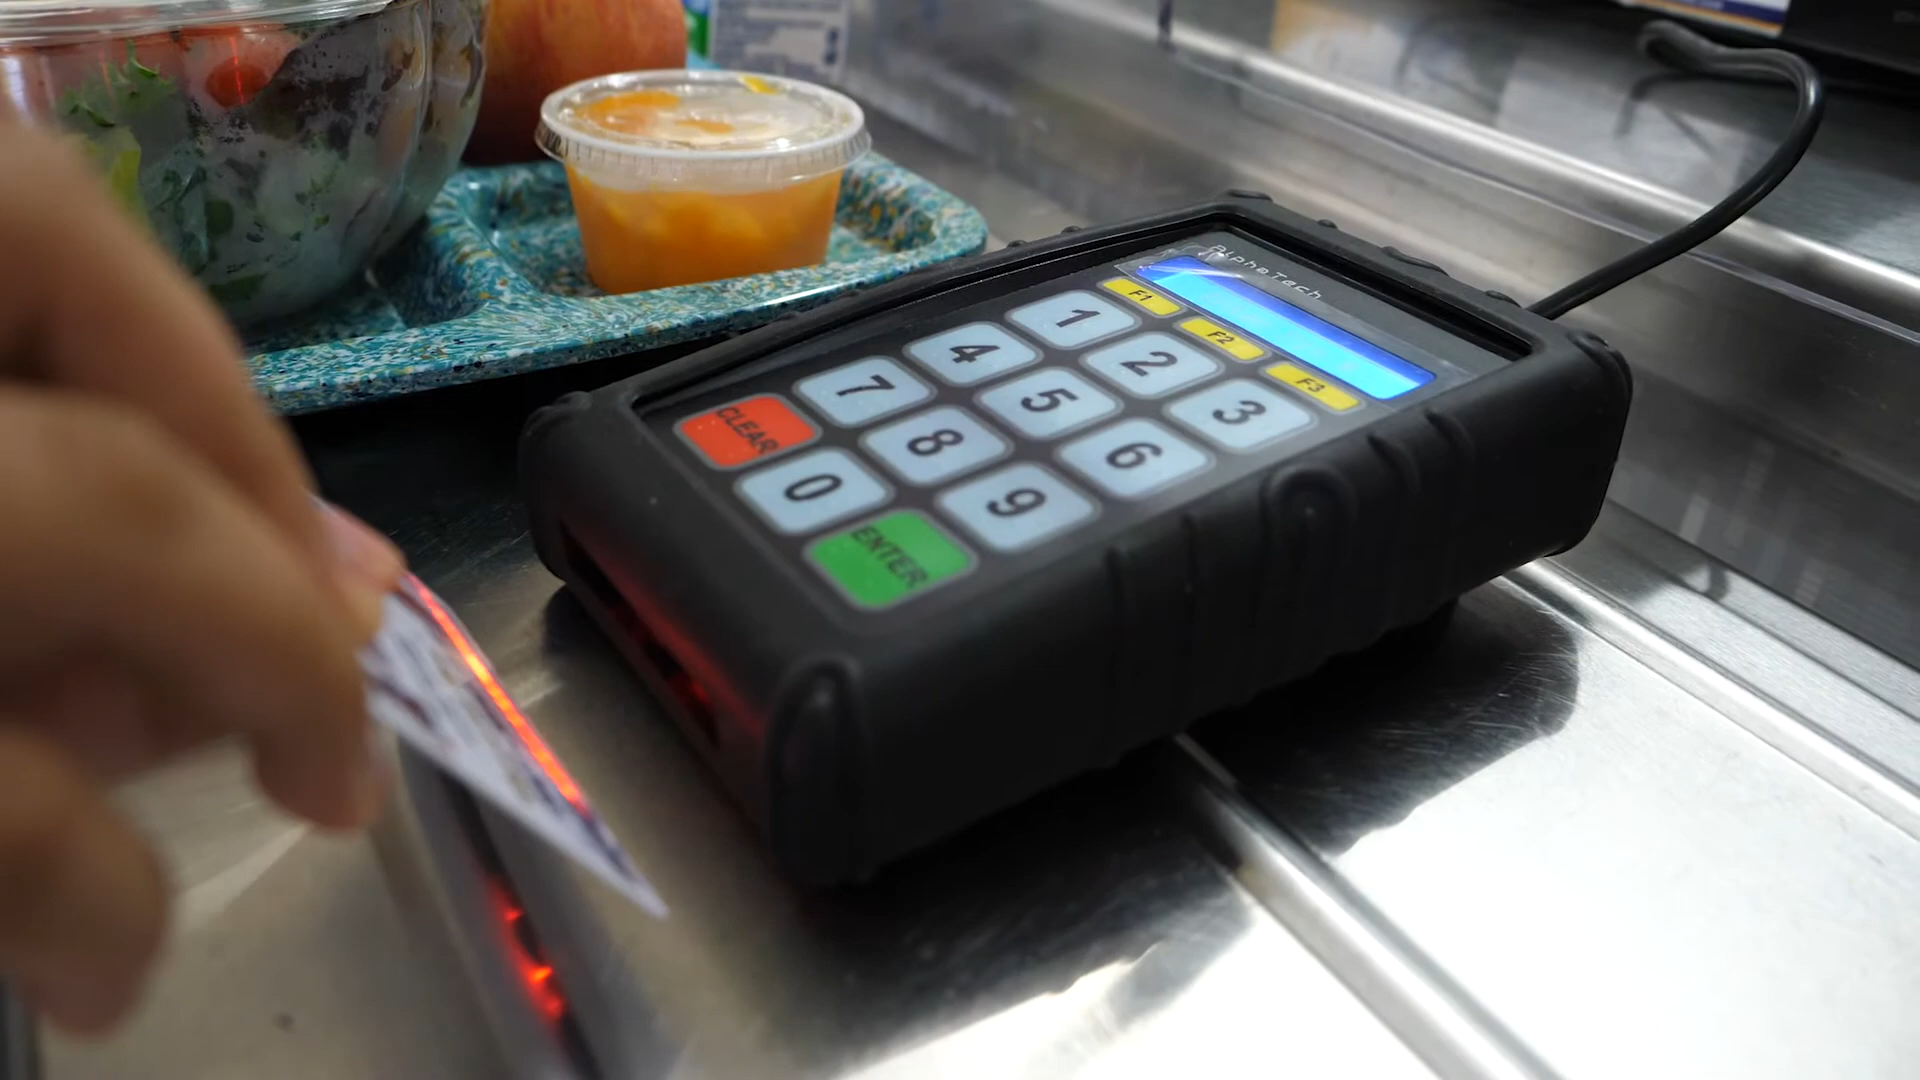 AlphaTech
F1 F2 F3
1 2 3
4 5 6
7 8 9
CLEAR 0 ENTER